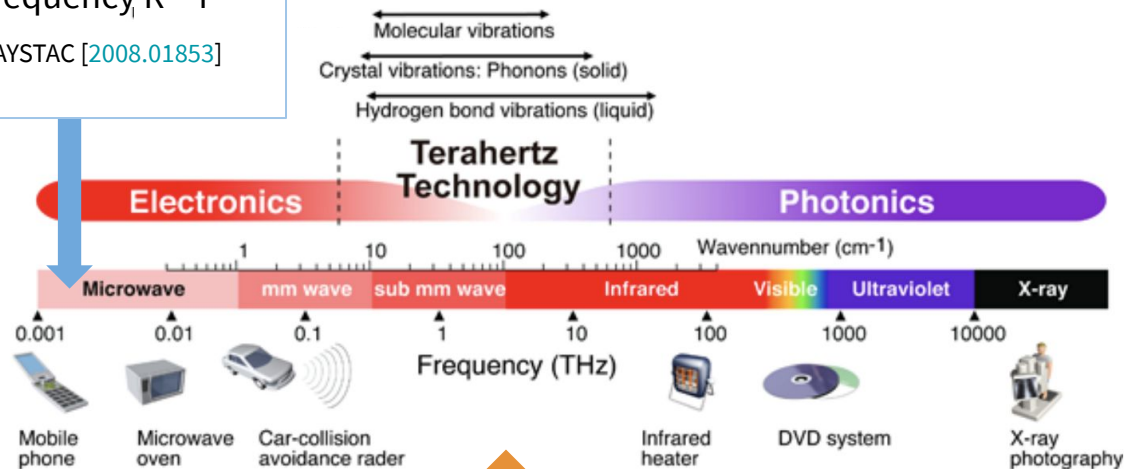 equency R
AYSTAC [2008.01853]
Molecular vibrations
Crystal vibrations: Phonons (solid)
Hydrogen bond vibrations (liquid)
Terahertz
Technology
Electronics
Photonics
1 10 100 1000 Wavennumber (cm-1)
Microwave mm wave sub mm wave Infrared Visible Ultraviolet X-ray
0.001 0.01 0.1 1 10 100 1000 10000
Frequency (THz)
Mobile
phone
Microwave
oven
Car-collision
avoidance rader
Infrared
heater
DVD system
X-ray
photography